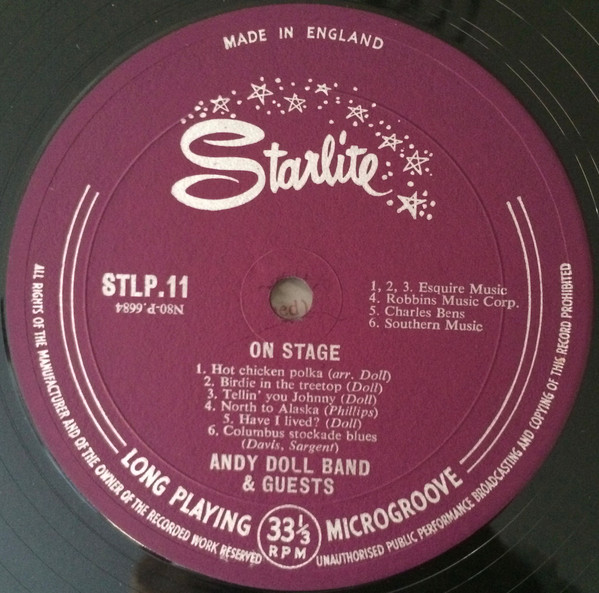 MADE IN ENGLAND
Starlite
STLP.11
N80-P.6684
1, 2, 3. Esquire Music
4. Robbins Music Corp.
5. Charles Bens
6. Southern Music
ON STAGE
1. Hot chicken polka (arr. Doll)
2. Birdie in the treetop (Doll)
3. Tellin' you Johnny (Doll)
4. North to Alaska (Phillips)
5. Have I lived? (Doll)
6. Columbus stockade blues
(Davis, Sargent)
ANDY DOLL BAND
& GUESTS
LONG PLAYING 33⅓ RPM MICROGROOVE
ALL RIGHTS OF THE MANUFACTURER AND OF THE OWNER OF THE RECORDED WORK RESERVED
UNAUTHORISED PUBLIC PERFORMANCE BROADCASTING AND COPYING OF THIS RECORD PROHIBITED